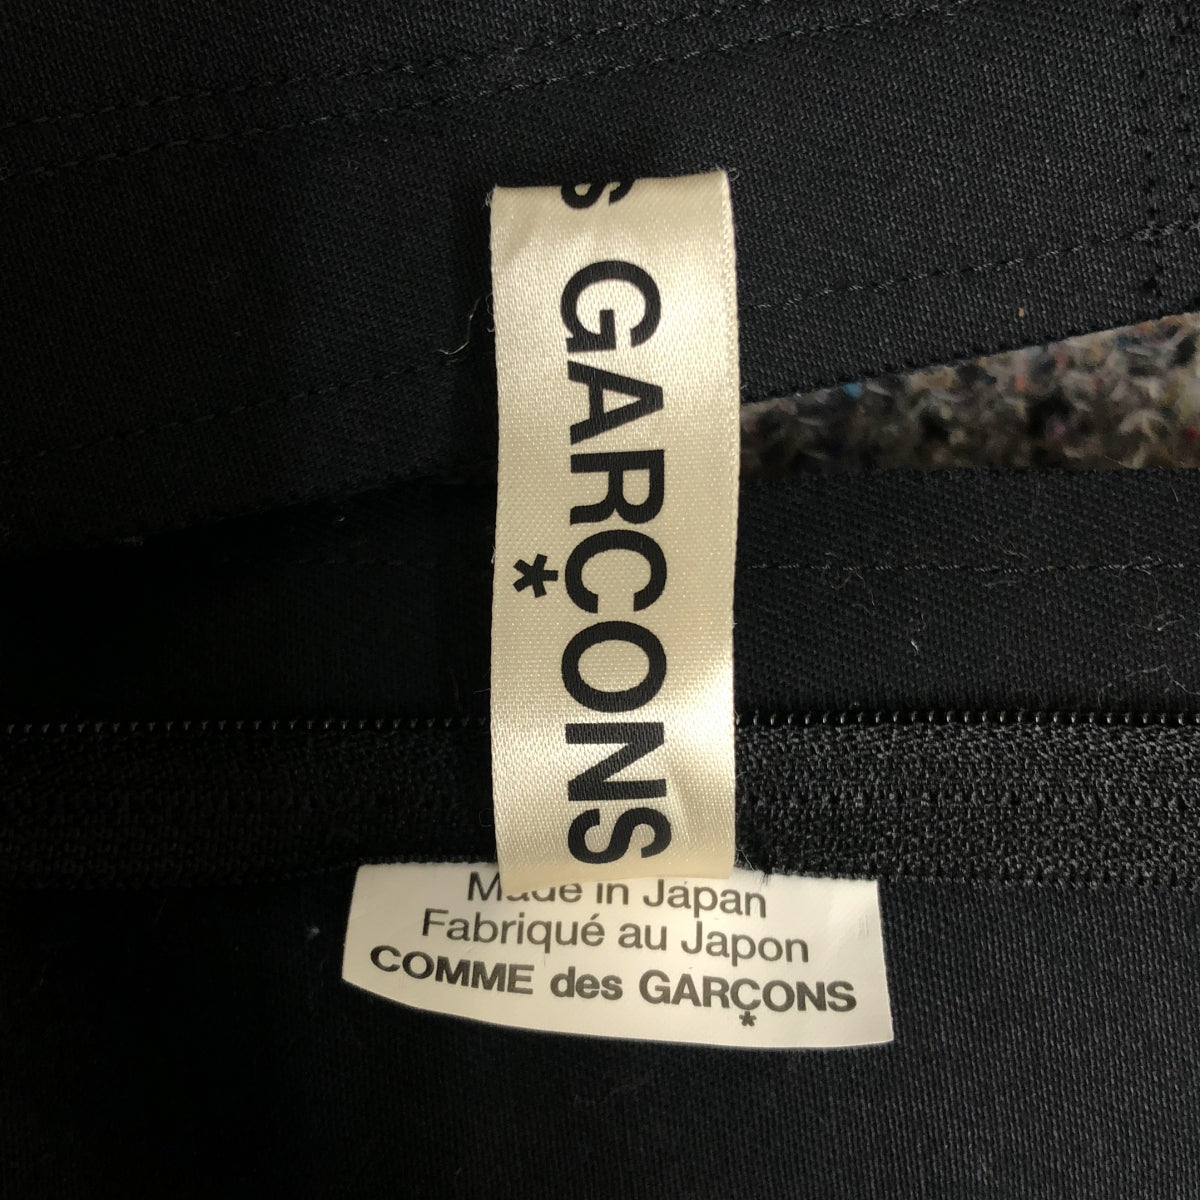 S GARÇONS
Made in Japan
Fabriqué au Japon
COMME des GARÇONS